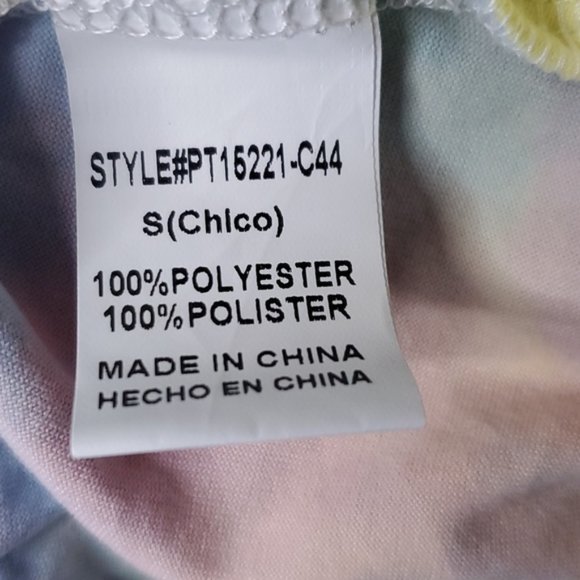 STYLE#PT15221-C44
S(Chico)
100%POLYESTER
100%POLISTER
MADE IN CHINA
HECHO EN CHINA